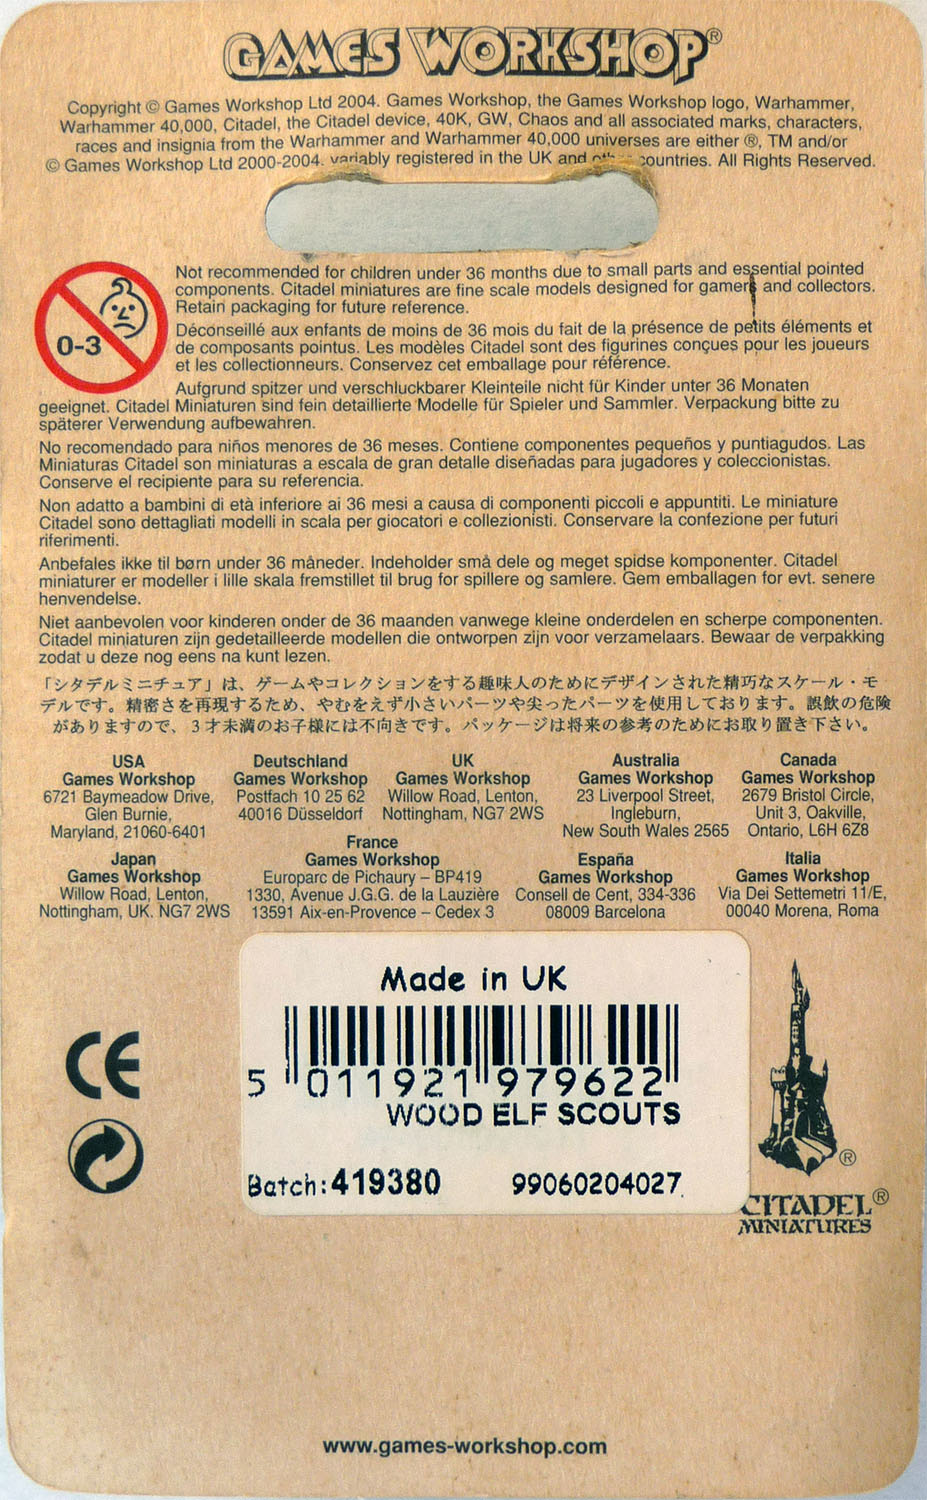 GAMES WORKSHOP®
Copyright © Games Workshop Ltd 2004. Games Workshop, the Games Workshop logo, Warhammer,
Warhammer 40,000, Citadel, the Citadel device, 40K, GW, Chaos and all associated marks, characters,
races and insignia from the Warhammer and Warhammer 40,000 universes are either ®, TM and/or
© Games Workshop Ltd 2000-2004. variably registered in the UK and countries. All Rights Reserved.
0-3
Not recommended for children under 36 months due to small parts and essential pointed
components. Citadel miniatures are fine scale models designed for gamers and collectors.
Retain packaging for future reference.
Déconseillé aux enfants de moins de 36 mois du fait de la présence de petits éléments et
de composants pointus. Les modèles Citadel sont des figurines conçues pour les joueurs
et les collectionneurs. Conservez cet emballage pour référence.
Aufgrund spitzer und verschluckbarer Kleinteile nicht für Kinder unter 36 Monaten
geeignet. Citadel Miniaturen sind fein detaillierte Modelle für Spieler und Sammler. Verpackung bitte zu
späterer Verwendung aufbewahren.
No recomendado para niños menores de 36 meses. Contiene componentes pequeños y puntiagudos. Las
Miniaturas Citadel son miniaturas a escala de gran detalle diseñadas para jugadores y coleccionistas.
Conserve el recipiente para su referencia.
Non adatto a bambini di età inferiore ai 36 mesi a causa di componenti piccoli e appuntiti. Le miniature
Citadel sono dettagliati modelli in scala per giocatori e collezionisti. Conservare la confezione per futuri
riferimenti.
Anbefales ikke til børn under 36 måneder. Indeholder små dele og meget spidse komponenter. Citadel
miniaturer er modeller i lille skala fremstillet til brug for spillere og samlere. Gem emballagen for evt. senere
henvendelse.
Niet aanbevolen voor kinderen onder de 36 maanden vanwege kleine onderdelen en scherpe componenten.
Citadel miniaturen zijn gedetailleerde modellen die ontworpen zijn voor verzamelaars. Bewaar de verpakking
zodat u deze nog eens na kunt lezen.
「シタデルミニチュア」は、ゲームやコレクションをする趣味人のためにデザインされた精巧なスケール・モ
デルです。精密さを再現するため、やむをえず小さいパーツや尖ったパーツを使用しております。誤飲の危険
がありますので、３才未満のお子様には不向きです。パッケージは将来の参考のためにお取り置き下さい。
USA
Games Workshop
6721 Baymeadow Drive,
Glen Burnie,
Maryland, 21060-6401
Deutschland
Games Workshop
Postfach 10 25 62
40016 Düsseldorf
UK
Games Workshop
Willow Road, Lenton,
Nottingham, NG7 2WS
Australia
Games Workshop
23 Liverpool Street,
Ingleburn,
New South Wales 2565
Canada
Games Workshop
2679 Bristol Circle,
Unit 3, Oakville,
Ontario, L6H 6Z8
Japan
Games Workshop
Willow Road, Lenton,
Nottingham, UK. NG7 2WS
France
Games Workshop
Europarc de Pichaury – BP419
1330, Avenue J.G.G. de la Lauzière
13591 Aix-en-Provence – Cedex 3
España
Games Workshop
Consell de Cent, 334-336
08009 Barcelona
Italia
Games Workshop
Via Dei Settemetri 11/E,
00040 Morena, Roma
Made in UK
5 011921 979622
WOOD ELF SCOUTS
Batch: 419380 99060204027
CE
®
CITADEL®
MINIATURES
www.games-workshop.com